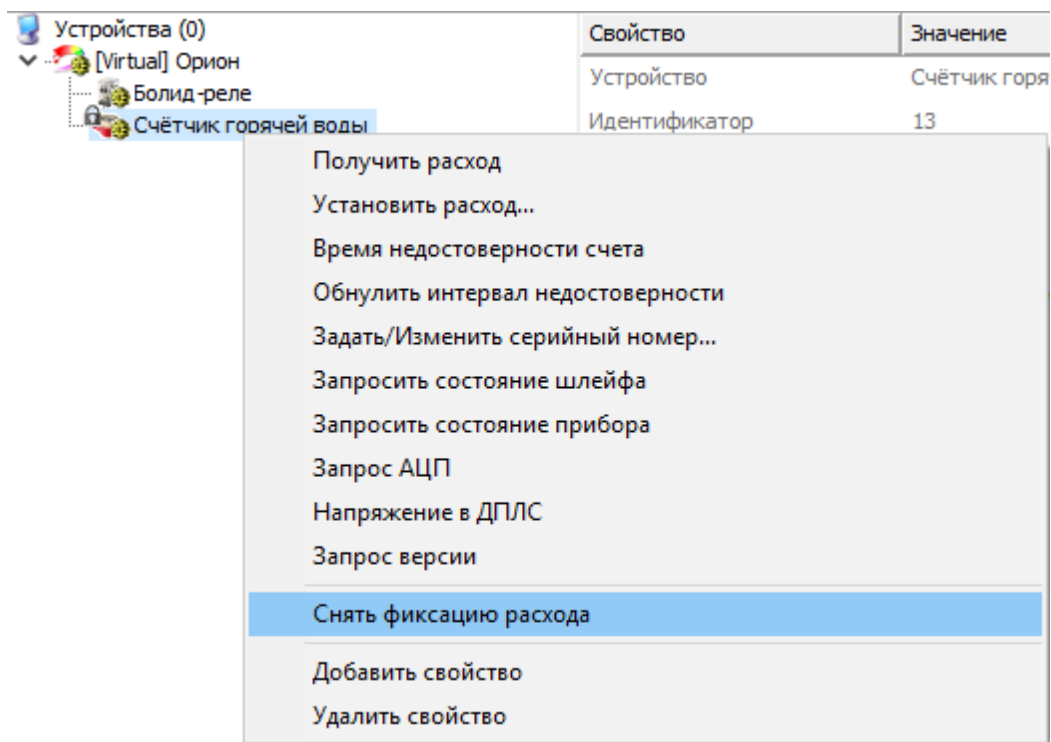 Устройства (0)
Свойство Значение
[Virtual] Орион
Устройство Счётчик горя
Болид-реле
Счётчик горячей воды
Идентификатор 13
Получить расход
Установить расход...
Время недостоверности счета
Обнулить интервал недостоверности
Задать/Изменить серийный номер...
Запросить состояние шлейфа
Запросить состояние прибора
Запрос АЦП
Напряжение в ДПЛС
Запрос версии
Снять фиксацию расхода
Добавить свойство
Удалить свойство